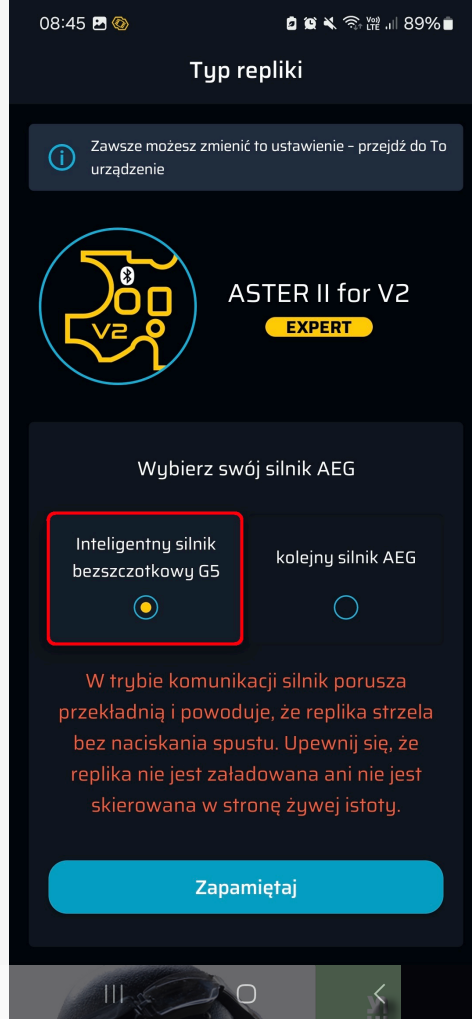 08:45
Vo))
LTE
89%
Typ repliki
Zawsze możesz zmienić to ustawienie – przejdź do To
urządzenie
V2
ASTER II for V2
EXPERT
Wybierz swój silnik AEG
Inteligentny silnik
bezszczotkowy G5
kolejny silnik AEG
W trybie komunikacji silnik porusza
przekładnią i powoduje, że replika strzela
bez naciskania spustu. Upewnij się, że
replika nie jest załadowana ani nie jest
skierowana w stronę żywej istoty.
Zapamiętaj